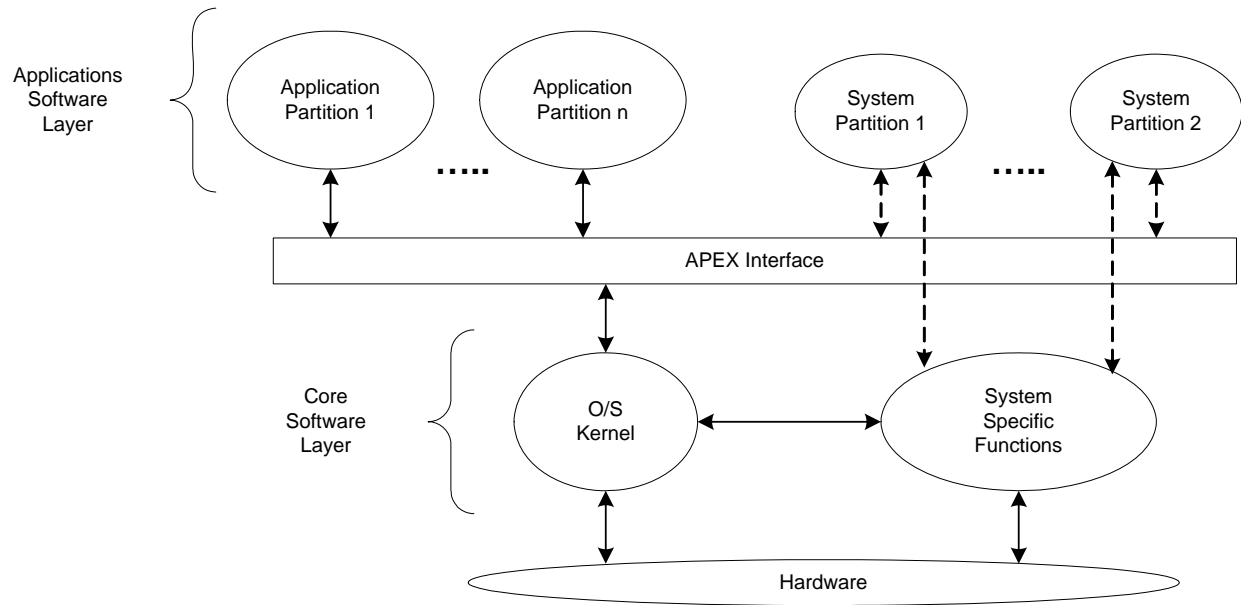 Applications
Software
Layer
Application
Partition 1
Application
Partition n
System
Partition 1
System
Partition 2
.....
.....
APEX Interface
Core
Software
Layer
O/S
Kernel
System
Specific
Functions
Hardware